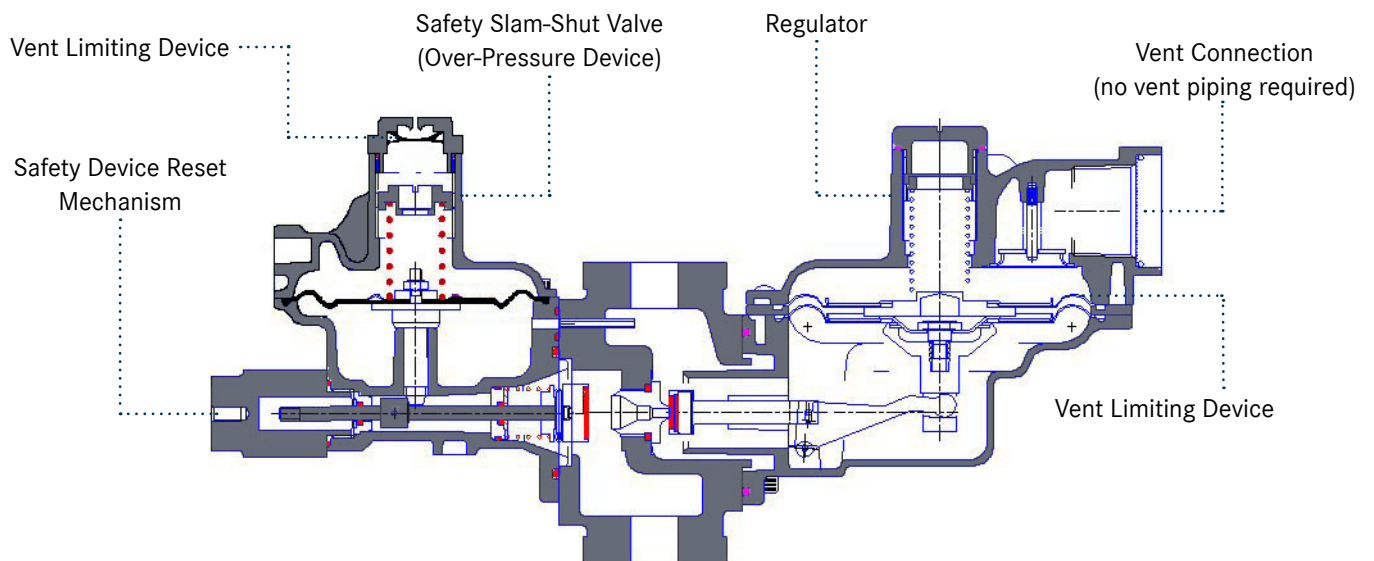 Vent Limiting Device
Safety Slam-Shut Valve
(Over-Pressure Device)
Regulator
Vent Connection
(no vent piping required)
Safety Device Reset
Mechanism
Vent Limiting Device